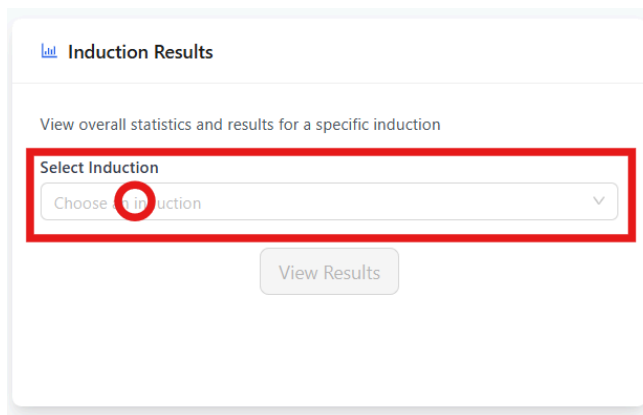 Induction Results
View overall statistics and results for a specific induction
Select Induction
Choose an induction
View Results